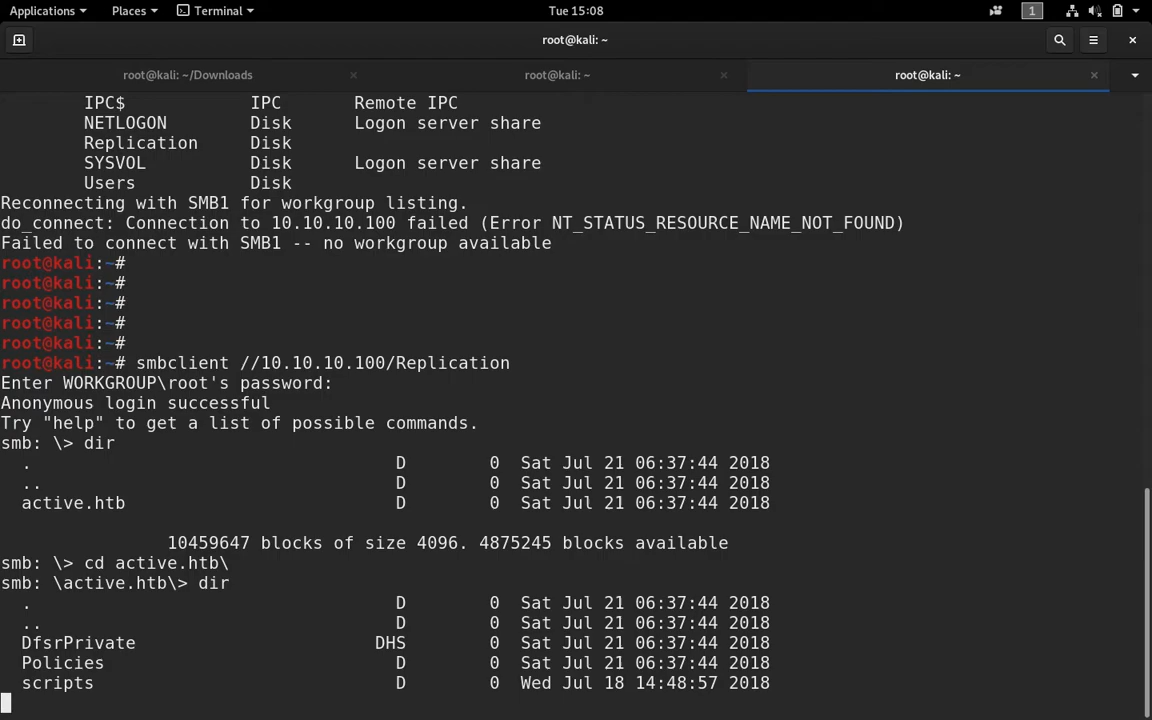 Applications Places Terminal Tue 15:08 1
root@kali: ~
root@kali: ~/Downloads root@kali: ~ root@kali: ~
IPC$ IPC Remote IPC
NETLOGON Disk Logon server share
Replication Disk
SYSVOL Disk Logon server share
Users Disk
Reconnecting with SMB1 for workgroup listing.
do_connect: Connection to 10.10.10.100 failed (Error NT_STATUS_RESOURCE_NAME_NOT_FOUND)
Failed to connect with SMB1 -- no workgroup available
root@kali:~#
root@kali:~#
root@kali:~#
root@kali:~#
root@kali:~#
root@kali:~# smbclient //10.10.10.100/Replication
Enter WORKGROUP\root's password:
Anonymous login successful
Try "help" to get a list of possible commands.
smb: \> dir
. D 0 Sat Jul 21 06:37:44 2018
.. D 0 Sat Jul 21 06:37:44 2018
active.htb D 0 Sat Jul 21 06:37:44 2018
10459647 blocks of size 4096. 4875245 blocks available
smb: \> cd active.htb\
smb: \active.htb\> dir
. D 0 Sat Jul 21 06:37:44 2018
.. D 0 Sat Jul 21 06:37:44 2018
DfsrPrivate DHS 0 Sat Jul 21 06:37:44 2018
Policies D 0 Sat Jul 21 06:37:44 2018
scripts D 0 Wed Jul 18 14:48:57 2018